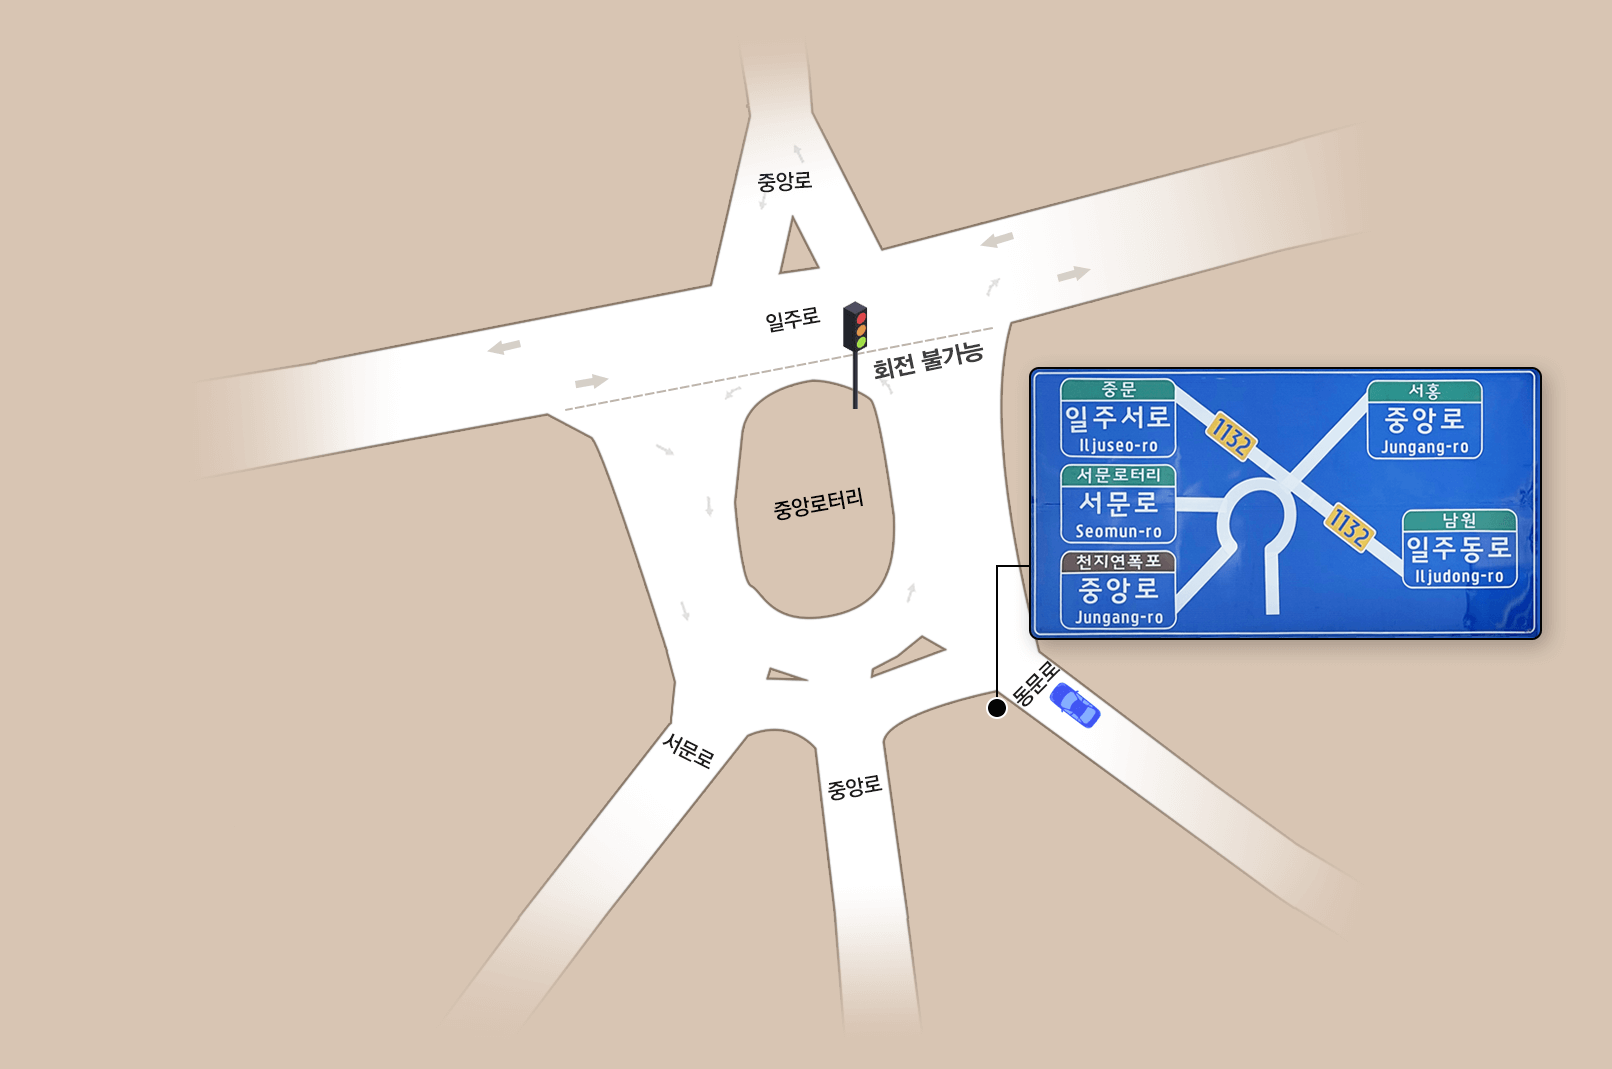 중앙로
일주로
회전 불가능
중앙로터리
중문
일주서로
Iljuseo-ro
1132
서홍
중앙로
Jungang-ro
서문로터리
서문로
Seomun-ro
1132
남원
일주동로
Iljudong-ro
천지연폭포
중앙로
Jungang-ro
동문로
서문로
중앙로